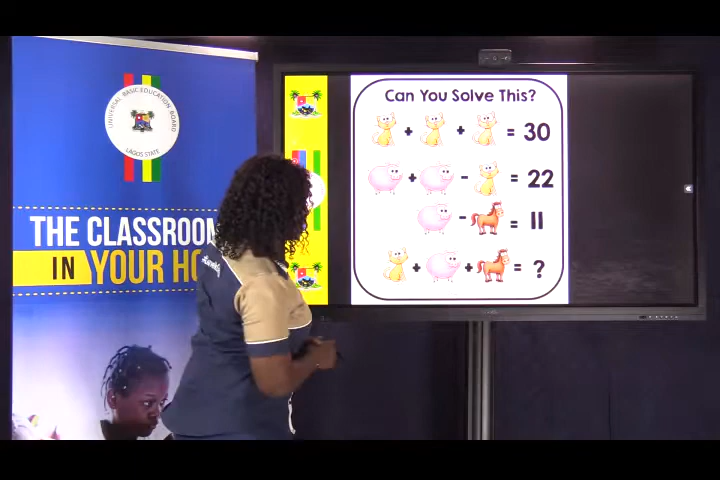 UNIVERSAL BASIC EDUCATION BOARD
LAGOS STATE
THE CLASSROOM
IN YOUR HO
Can You Solve This?
+ + = 30
+ - = 22
- = 11
+ + = ?